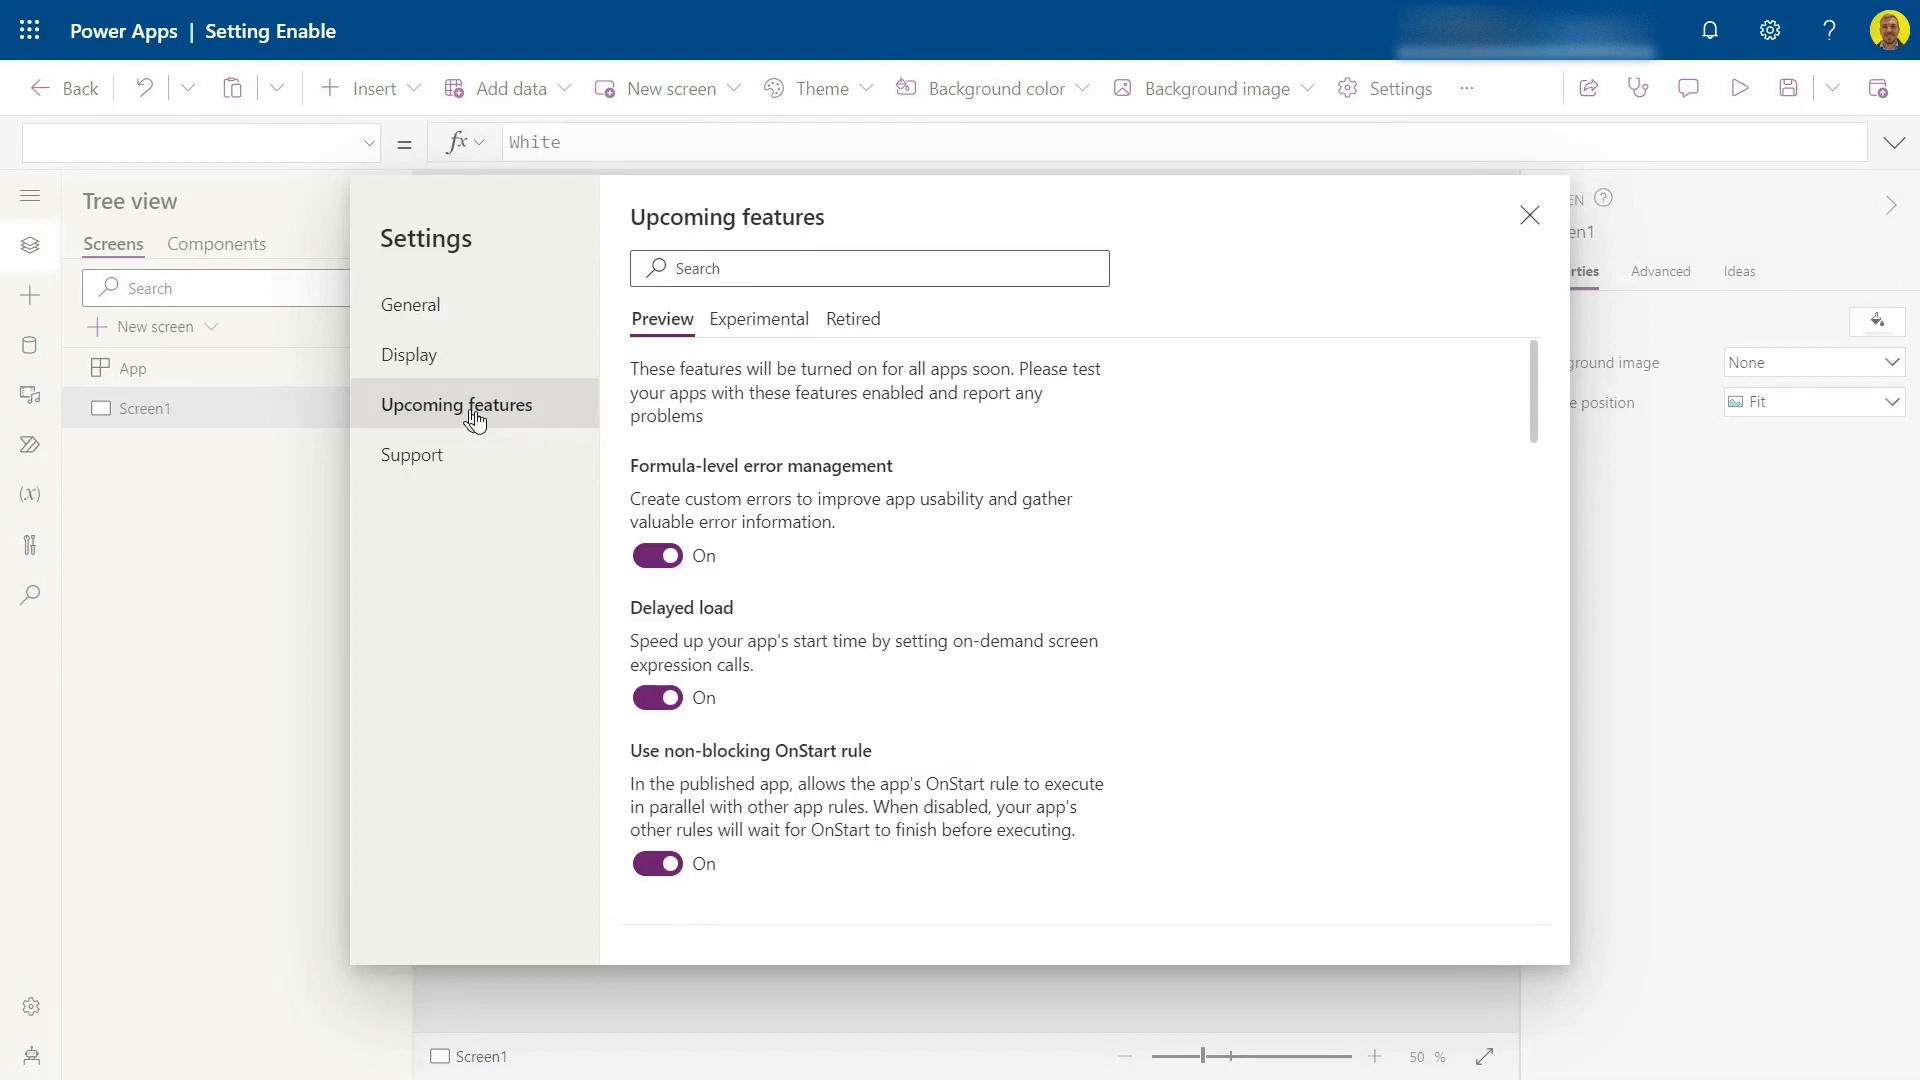 Power Apps | Setting Enable
Back
Insert
Add data
New screen
Theme
Background color
Background image
Settings
...
=
fx
White
Tree view
Screens
Components
Search
New screen
App
Screen1
Settings
General
Display
Upcoming features
Support
Upcoming features
Search
Preview
Experimental
Retired
These features will be turned on for all apps soon. Please test
your apps with these features enabled and report any
problems
Formula-level error management
Create custom errors to improve app usability and gather
valuable error information.
On
Delayed load
Speed up your app's start time by setting on-demand screen
expression calls.
On
Use non-blocking OnStart rule
In the published app, allows the app's OnStart rule to execute
in parallel with other app rules. When disabled, your app's
other rules will wait for OnStart to finish before executing.
On
EN
en1
rties
Advanced
Ideas
ground image
None
e position
Fit
Screen1
50 %